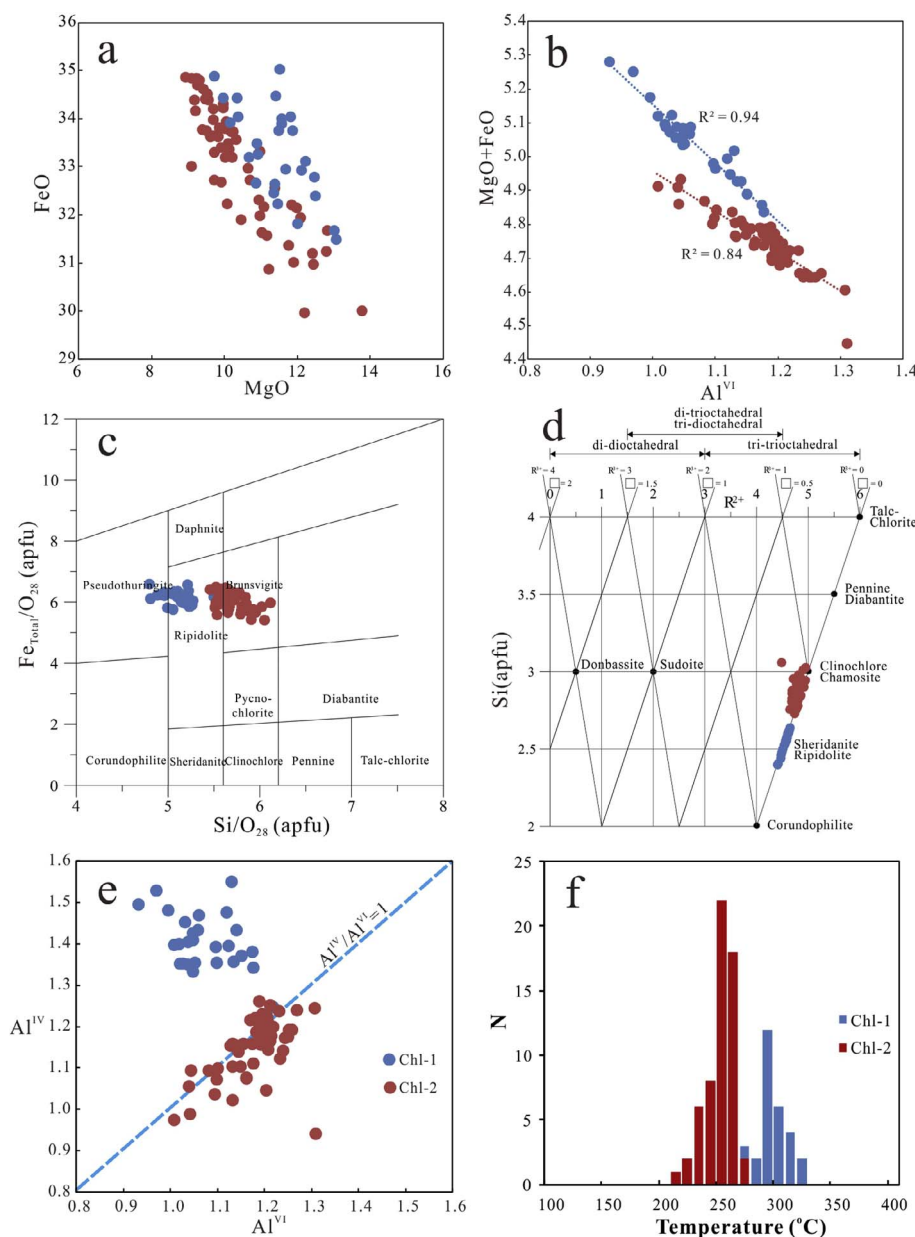 a
36
35
34
33
32
31
30
29
FeO
6
8
10
12
14
16
MgO
b
5.4
5.3
5.2
5.1
5.0
4.9
4.8
4.7
4.6
4.5
4.4
MgO+FeO
R² = 0.94
R² = 0.84
0.8
0.9
1.0
1.1
1.2
1.3
1.4
Al^VI
c
12
10
8
6
4
2
0
Fe_Total/O₂₈ (apfu)
Daphnite
Pseudothuringite
Brunsvigite
Ripidolite
Pycno-
chlorite
Diabantite
Corundophilite
Sheridanite
Clinochlore
Pennine
Talc-chlorite
4
5
6
7
8
Si/O₂₈ (apfu)
d
di-trioctahedral
tri-dioctahedral
di-dioctahedral
tri-trioctahedral
R³⁺=4
R³⁺=3
R³⁺=2
R³⁺=1
R³⁺=0
□ = 2
□ = 1.5
□ = 1
□ = 0.5
□ = 0
0
1
2
3
4
5
6
R²⁺
4
3.5
3
2.5
2
Si(apfu)
Talc-
Chlorite
Pennine
Diabantite
Donbassite
Sudoite
Clinochlore
Chamosite
Sheridanite
Ripidolite
Corundophilite
e
1.6
1.5
1.4
1.3
1.2
1.1
1.0
0.9
0.8
Al^IV
Al^IV/Al^VI=1
Chl-1
Chl-2
0.8
0.9
1.0
1.1
1.2
1.3
1.4
1.5
1.6
Al^VI
f
25
20
15
10
5
0
N
Chl-1
Chl-2
100
200
300
400
Temperature (°C)